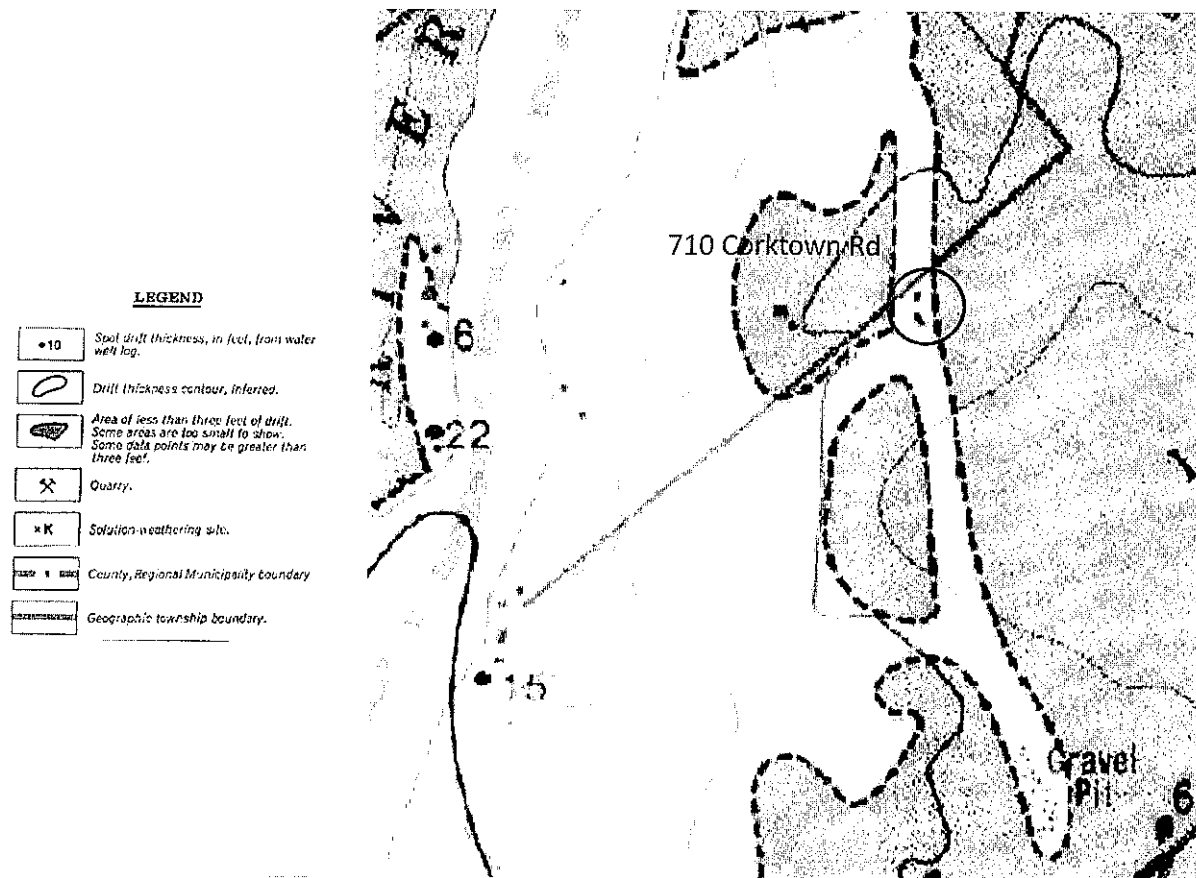 LEGEND
•10 Spot drift thickness, in feet, from water
well log.
Drift thickness contour, inferred.
Area of less than three feet of drift.
Some areas are too small to show.
Some data points may be greater than
three feet.
Quarry.
×K Solution-weathering site.
County, Regional Municipality boundary
Geographic township boundary.
E R
710 Corktown Rd
6
22
15
Gravel
Pit
6